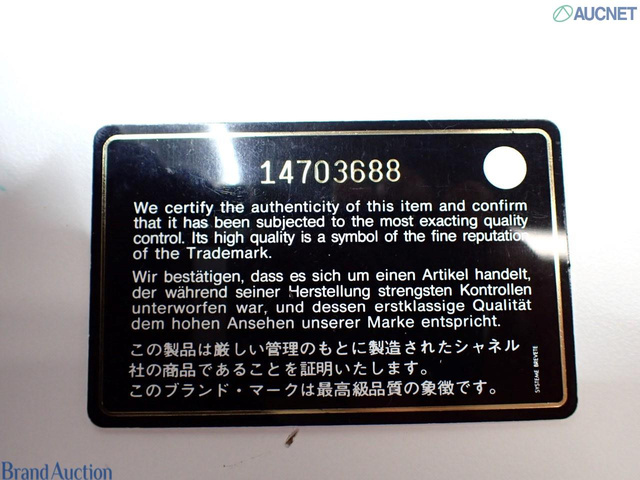 AUCNET
14703688
We certify the authenticity of this item and confirm
that it has been subjected to the most exacting quality
control. Its high quality is a symbol of the fine reputation
of the Trademark.
Wir bestätigen, dass es sich um einen Artikel handelt,
der während seiner Herstellung strengsten Kontrollen
unterworfen war, und dessen erstklassige Qualität
dem hohen Ansehen unserer Marke entspricht.
この製品は厳しい管理のもとに製造されたシャネル
社の商品であることを証明いたします。
このブランド・マークは最高級品質の象徴です。
SYSTEME BREVETE
Brand Auction